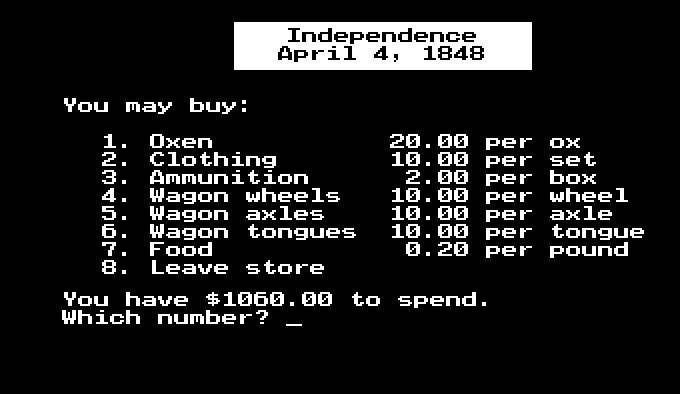 Independence
April 4, 1848
You may buy:
1. Oxen 20.00 per ox
2. Clothing 10.00 per set
3. Ammunition 2.00 per box
4. Wagon wheels 10.00 per wheel
5. Wagon axles 10.00 per axle
6. Wagon tongues 10.00 per tongue
7. Food 0.20 per pound
8. Leave store
You have $1060.00 to spend.
Which number? _